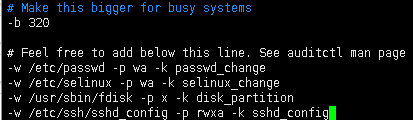 # Make this bigger for busy systems
-b 320
# Feel free to add below this line. See auditctl man page
-w /etc/passwd -p wa -k passwd_change
-w /etc/selinux -p wa -k selinux_change
-w /usr/sbin/fdisk -p x -k disk_partition
-w /etc/ssh/sshd_config -p rwxa -k sshd_config